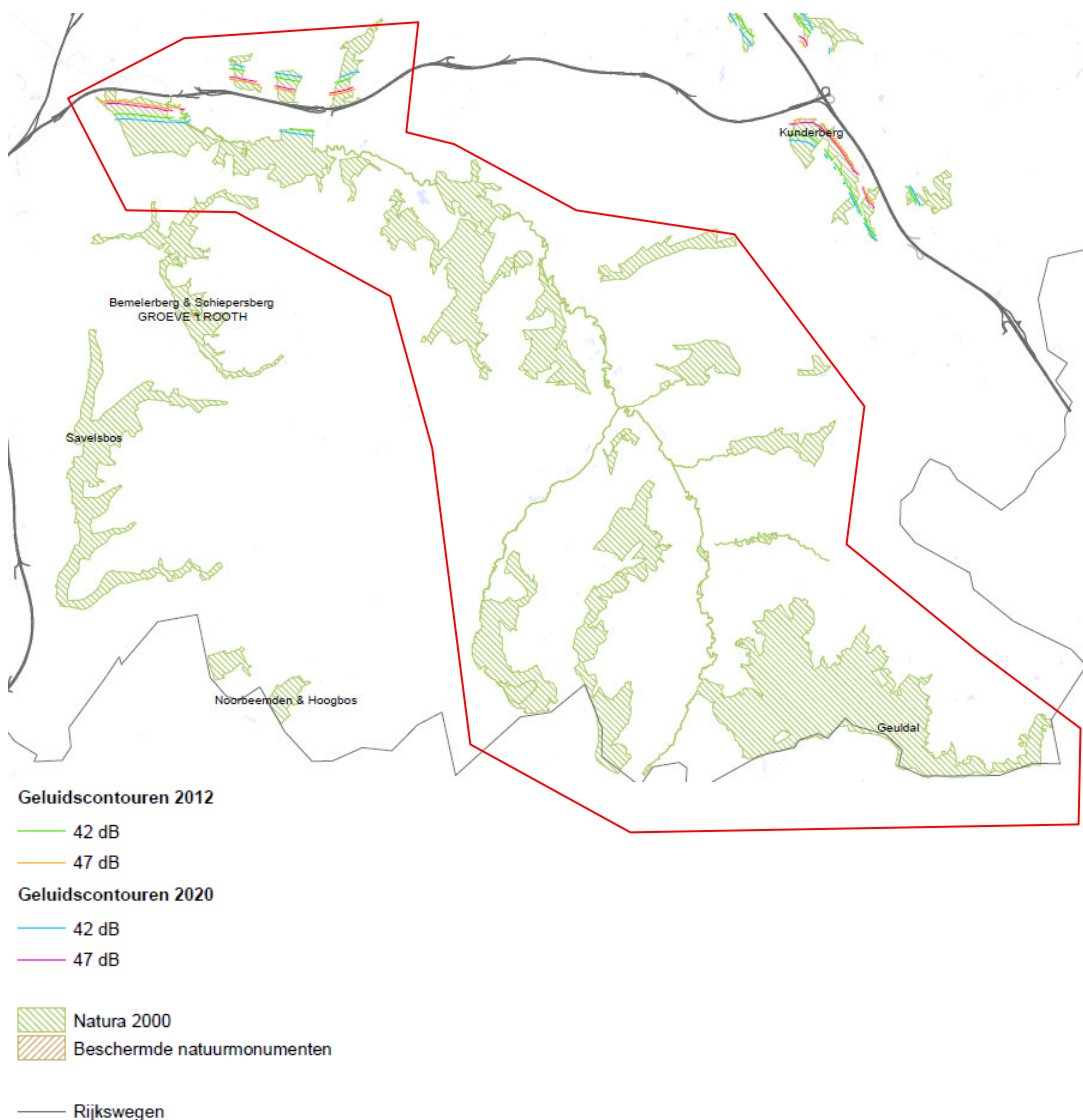 Kunderberg
Bemelerberg & Schiepersberg
GROEVE 't ROOTH
Savelsbos
Noorbeemden & Hoogbos
Geuldal
Geluidscontouren 2012
42 dB
47 dB
Geluidscontouren 2020
42 dB
47 dB
Natura 2000
Beschermde natuurmonumenten
Rijkswegen